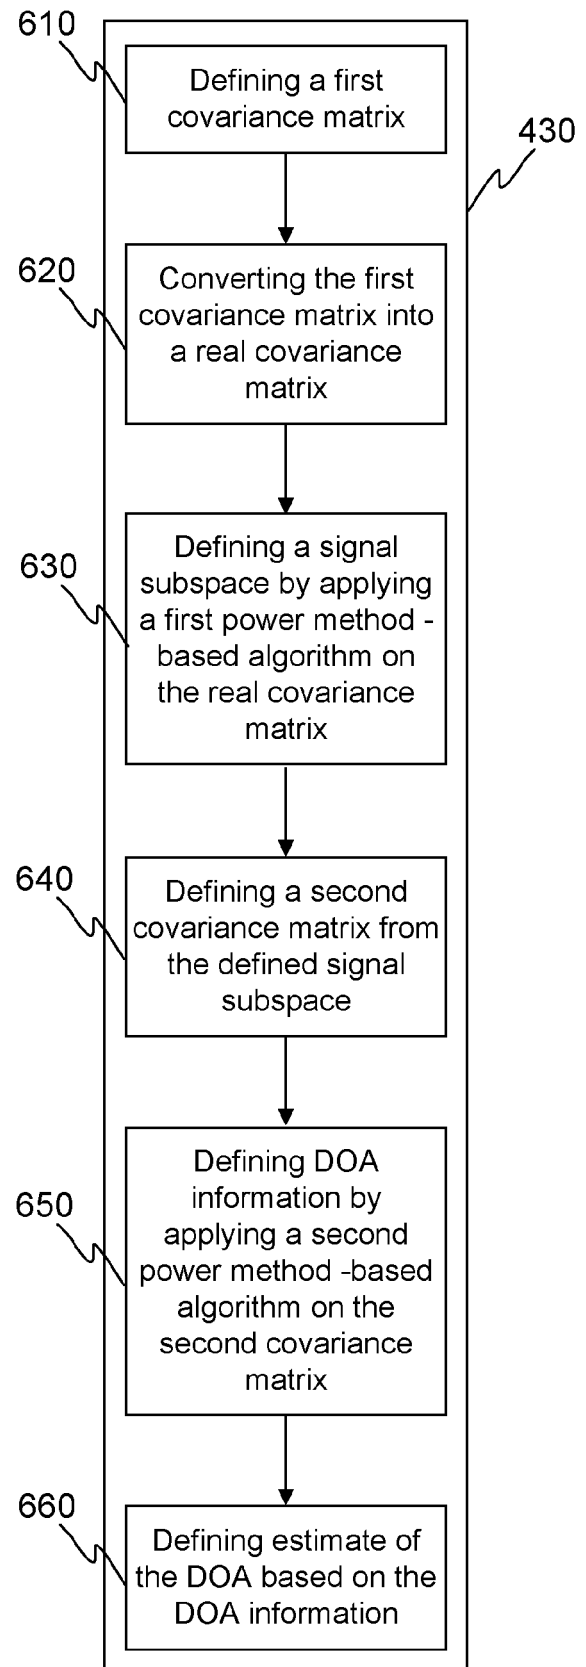 610
Defining a first
covariance matrix
430
620
Converting the first
covariance matrix into
a real covariance
matrix
630
Defining a signal
subspace by applying
a first power method -
based algorithm on
the real covariance
matrix
640
Defining a second
covariance matrix from
the defined signal
subspace
650
Defining DOA
information by
applying a second
power method -based
algorithm on the
second covariance
matrix
660
Defining estimate of
the DOA based on the
DOA information